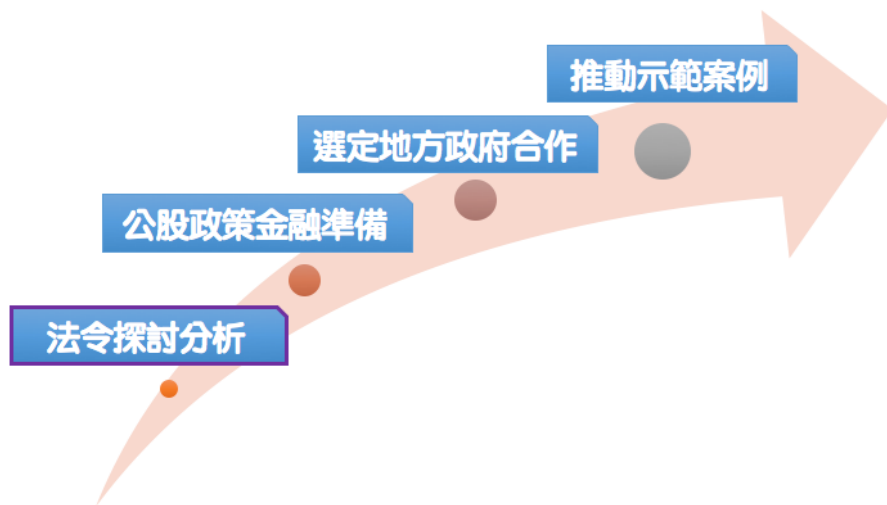 推動示範案例
選定地方政府合作
公股政策金融準備
法令探討分析